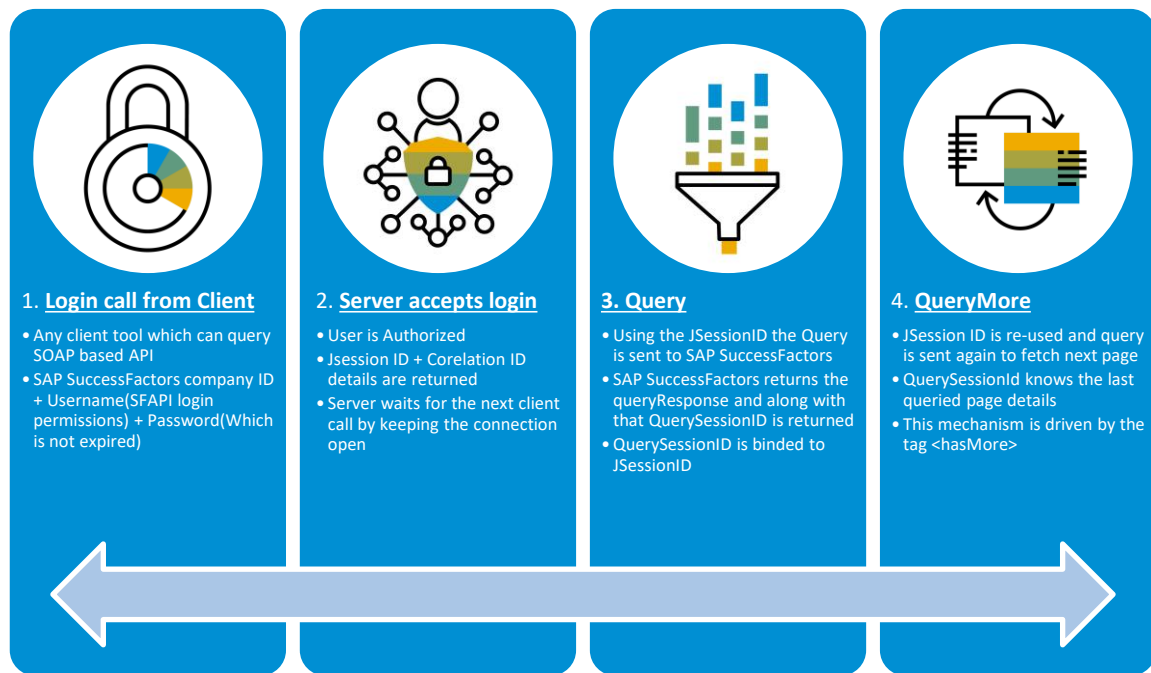 1. Login call from Client
• Any client tool which can query
SOAP based API
• SAP SuccessFactors company ID
+ Username(SFAPI login
permissions) + Password(Which
is not expired)
2. Server accepts login
• User is Authorized
• Jsession ID + Corelation ID
details are returned
• Server waits for the next client
call by keeping the connection
open
3. Query
• Using the JSessionID the Query
is sent to SAP SuccessFactors
• SAP SuccessFactors returns the
queryResponse and along with
that QuerySessionID is returned
• QuerySessionID is binded to
JSessionID
4. QueryMore
• JSession ID is re-used and query
is sent again to fetch next page
• QuerySessionId knows the last
queried page details
• This mechanism is driven by the
tag <hasMore>